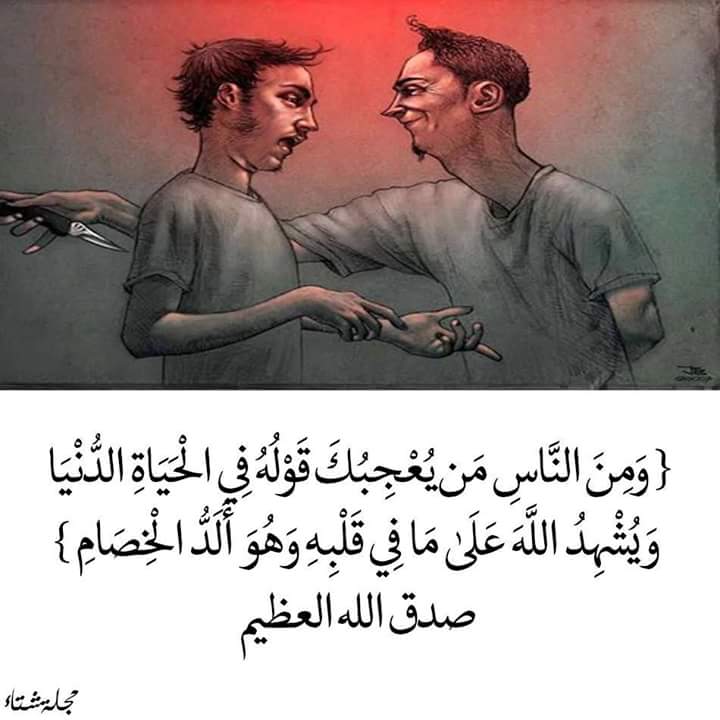 { وَمِنَ النَّاسِ مَن يُعْجِبُكَ قَوْلُهُ فِي الْحَيَاةِ الدُّنْيَا
وَيُشْهِدُ اللَّهَ عَلَىٰ مَا فِي قَلْبِهِ وَهُوَ أَلَدُّ الْخِصَامِ }
صدق الله العظيم
مجلة شتاء